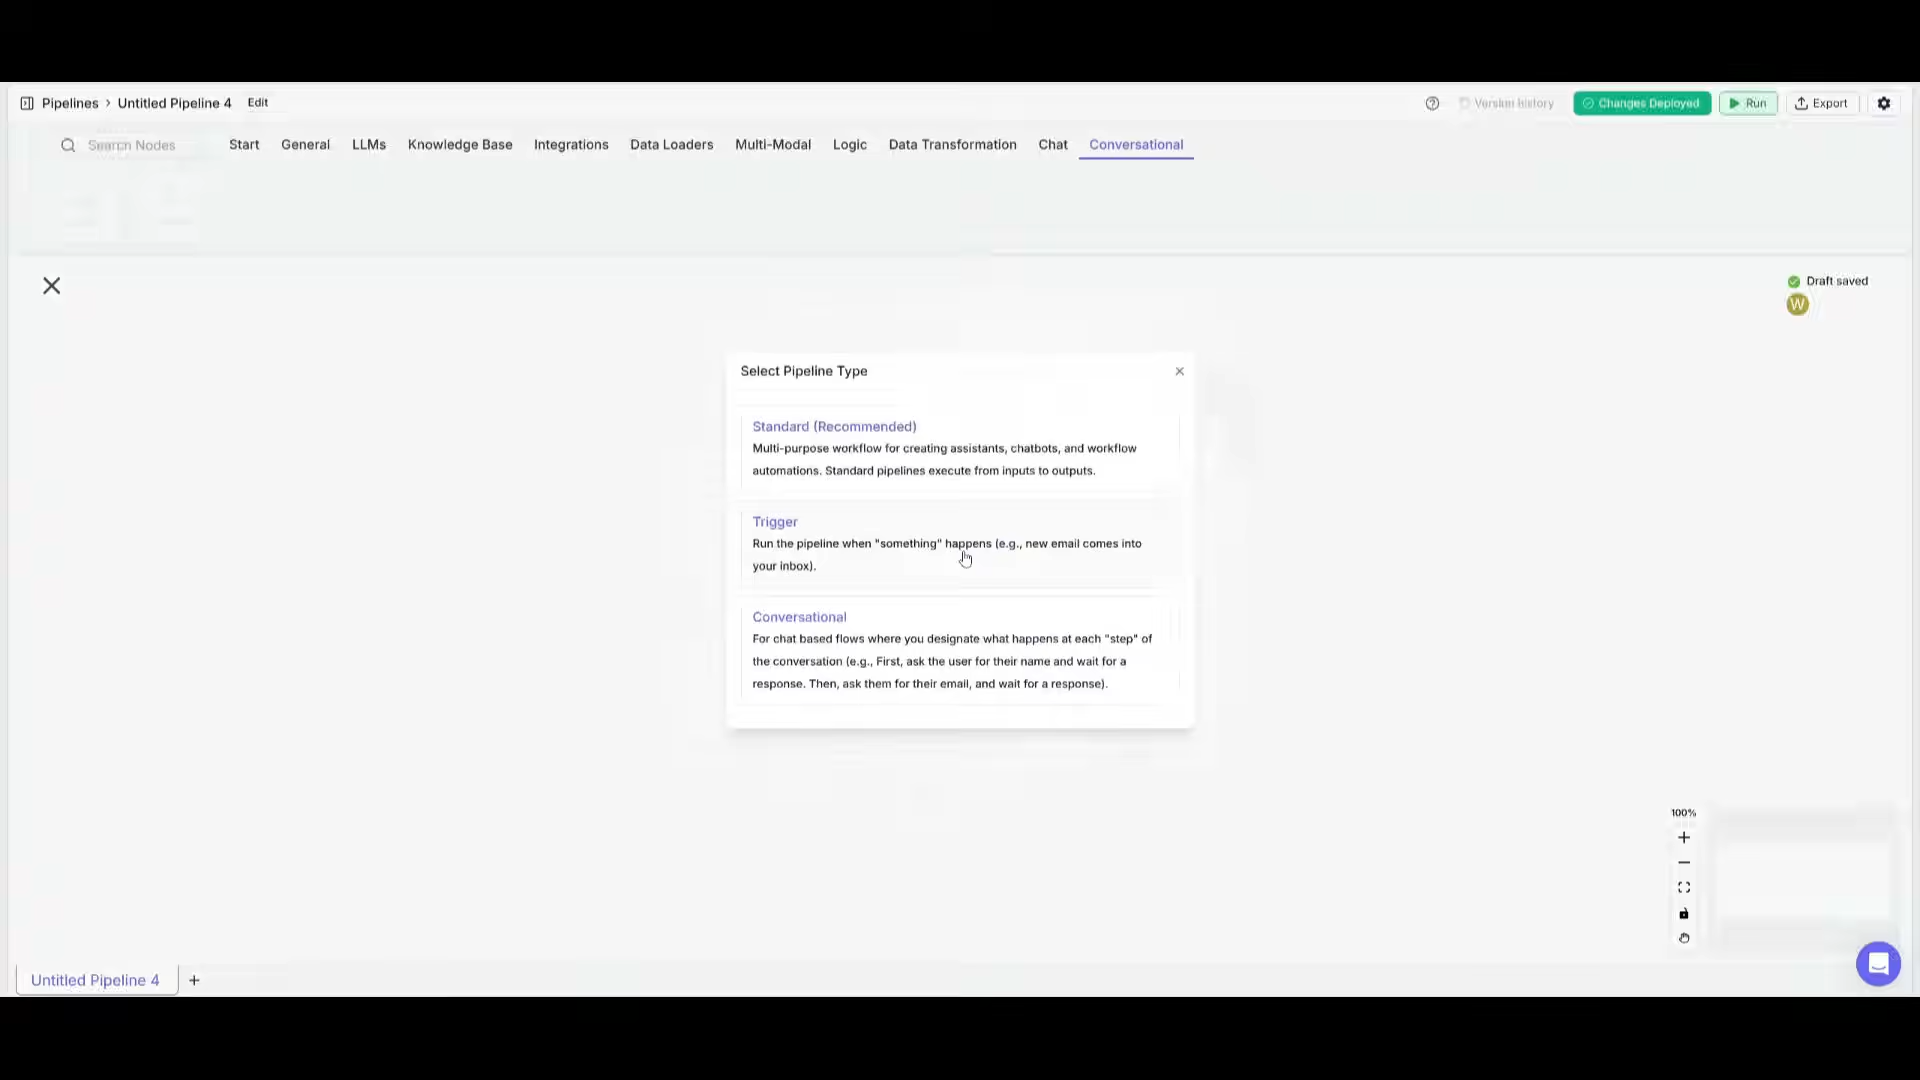 Pipelines › Untitled Pipeline 4 Edit
Version history
Changes Deployed
Run
Export
Search Nodes
Start General LLMs Knowledge Base Integrations Data Loaders Multi-Modal Logic Data Transformation Chat Conversational
Draft saved
W
Select Pipeline Type
Standard (Recommended)
Multi-purpose workflow for creating assistants, chatbots, and workflow
automations. Standard pipelines execute from inputs to outputs.
Trigger
Run the pipeline when "something" happens (e.g., new email comes into
your inbox).
Conversational
For chat based flows where you designate what happens at each "step" of
the conversation (e.g., First, ask the user for their name and wait for a
response. Then, ask them for their email, and wait for a response).
100%
Untitled Pipeline 4 +